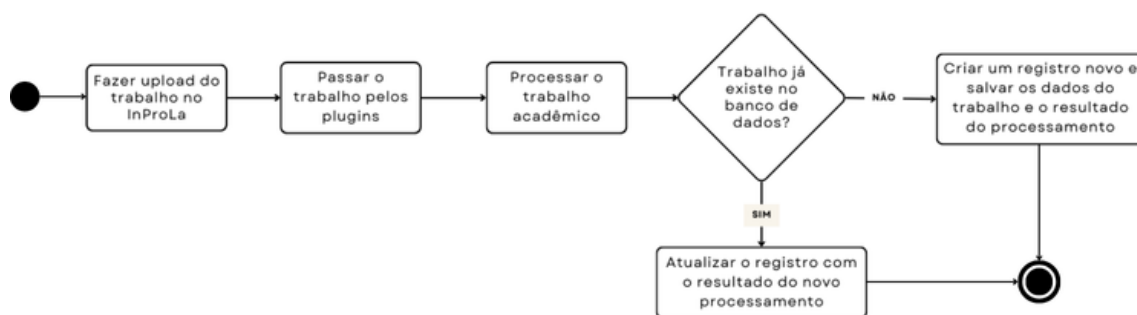 Fazer upload do
trabalho no
InProLa
Passar o
trabalho pelos
plugins
Processar o
trabalho
acadêmico
Trabalho já
existe no
banco de
dados?
NÃO
Criar um registro novo e
salvar os dados do
trabalho e o resultado
do processamento
SIM
Atualizar o registro com
o resultado do novo
processamento